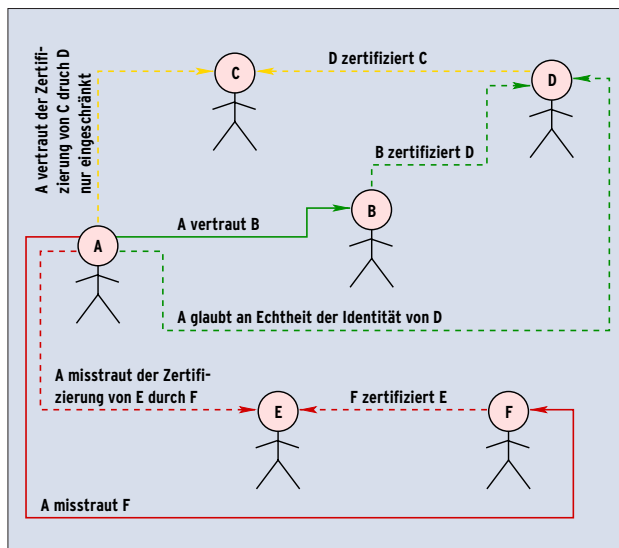 A vertraut der Zertifi-
zierung von C druch D
nur eingeschränkt
C
D zertifiziert C
D
B zertifiziert D
B
A vertraut B
A
A glaubt an Echtheit der Identität von D
A misstraut der Zertifi-
zierung von E durch F
E
F zertifiziert E
F
A misstraut F